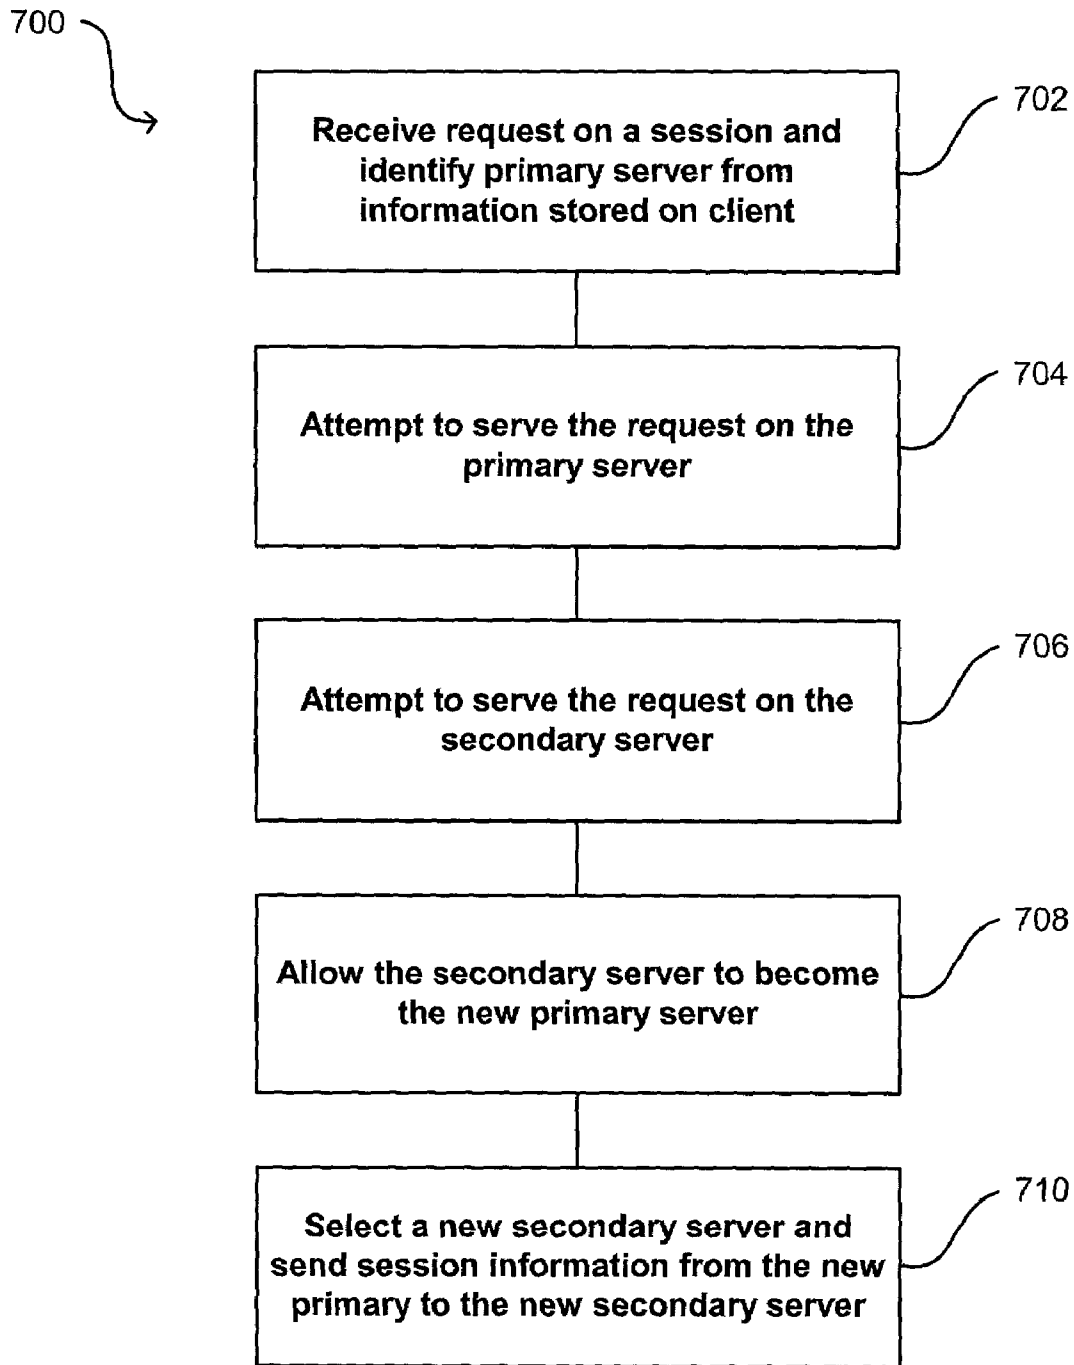 700
702
Receive request on a session and
identify primary server from
information stored on client
704
Attempt to serve the request on the
primary server
706
Attempt to serve the request on the
secondary server
708
Allow the secondary server to become
the new primary server
710
Select a new secondary server and
send session information from the new
primary to the new secondary server